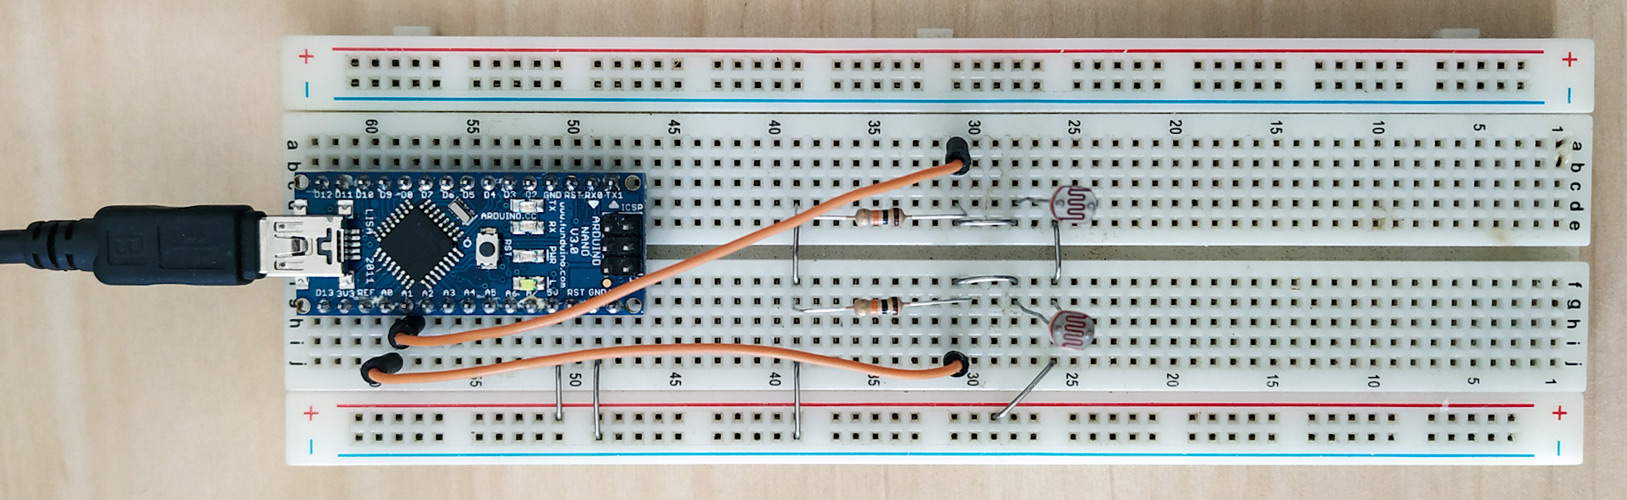 + +
− −
60 55 50 45 40 35 30 25 20 15 10 5 1
a a
b b
c c
d
e
D12 D11 D10 D9 D8 D7 D6 D5 D4 D3 D2 GND RST RX0 TX1
TX
RX
PWR
L
RST
ICSP
ARDUINO.CC
www.funduino.com
ARDUINO
NANO
V3.0
USA
2011
D13 3V3 REF A0 A1 A2 A3 A4 A5 A6 A7 5V RST GND
f
g g
h h
i i
j j
50 45 40 35 30 25 15 10 5 1
+ +
− −